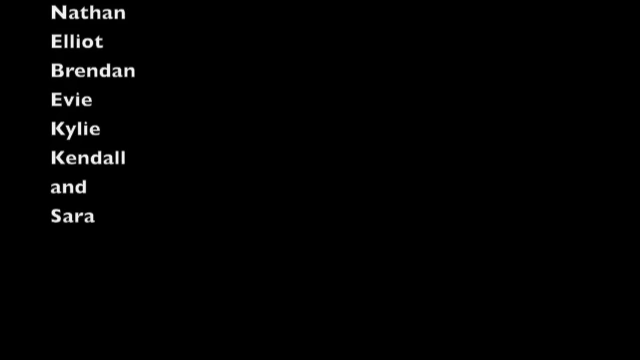 Nathan
Elliot
Brendan
Evie
Kylie
Kendall
and
Sara